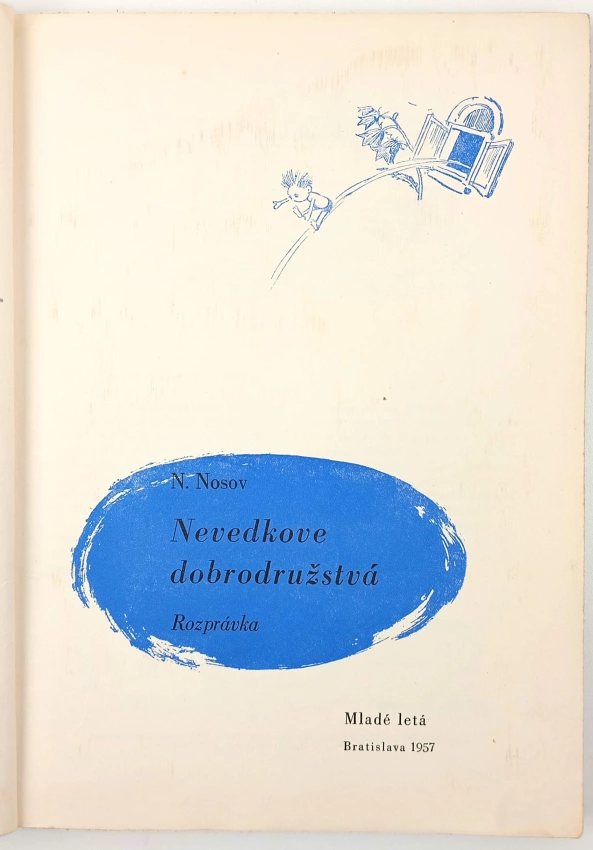 N. Nosov
Nevedkove
dobrodružstvá
Rozprávka
Mladé letá
Bratislava 1957